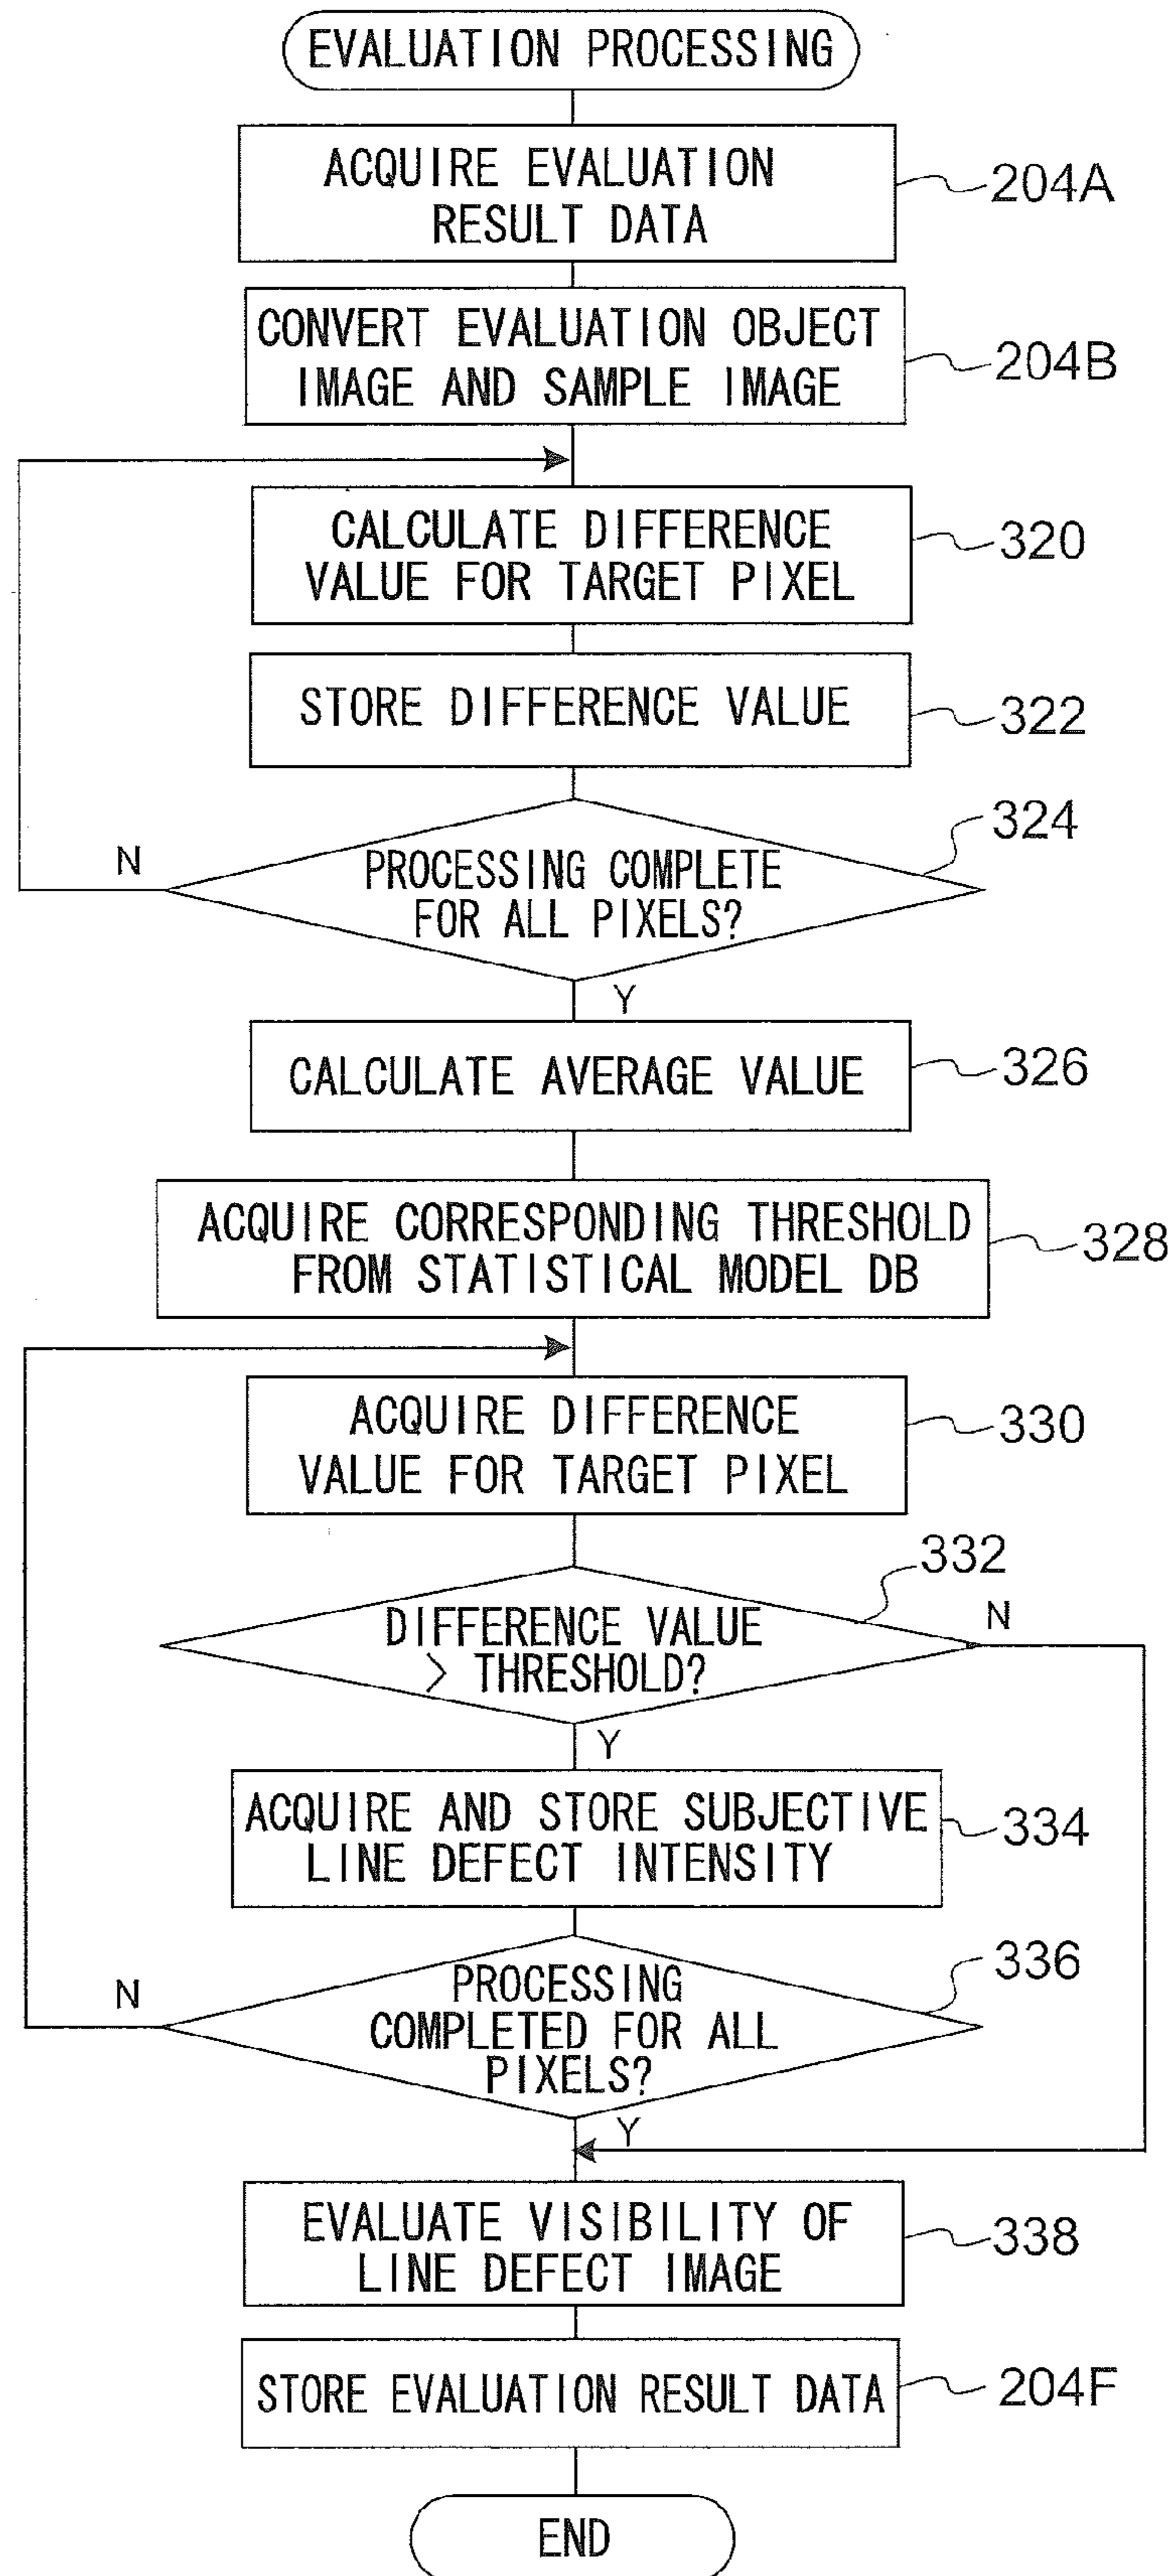 EVALUATION PROCESSING
ACQUIRE EVALUATION
RESULT DATA
204A
CONVERT EVALUATION OBJECT
IMAGE AND SAMPLE IMAGE
204B
CALCULATE DIFFERENCE
VALUE FOR TARGET PIXEL
320
STORE DIFFERENCE VALUE
322
324
N
PROCESSING COMPLETE
FOR ALL PIXELS?
Y
CALCULATE AVERAGE VALUE
326
ACQUIRE CORRESPONDING THRESHOLD
FROM STATISTICAL MODEL DB
328
ACQUIRE DIFFERENCE
VALUE FOR TARGET PIXEL
330
332
N
DIFFERENCE VALUE
> THRESHOLD?
Y
ACQUIRE AND STORE SUBJECTIVE
LINE DEFECT INTENSITY
334
336
N
PROCESSING
COMPLETED FOR ALL
PIXELS?
Y
EVALUATE VISIBILITY OF
LINE DEFECT IMAGE
338
STORE EVALUATION RESULT DATA
204F
END